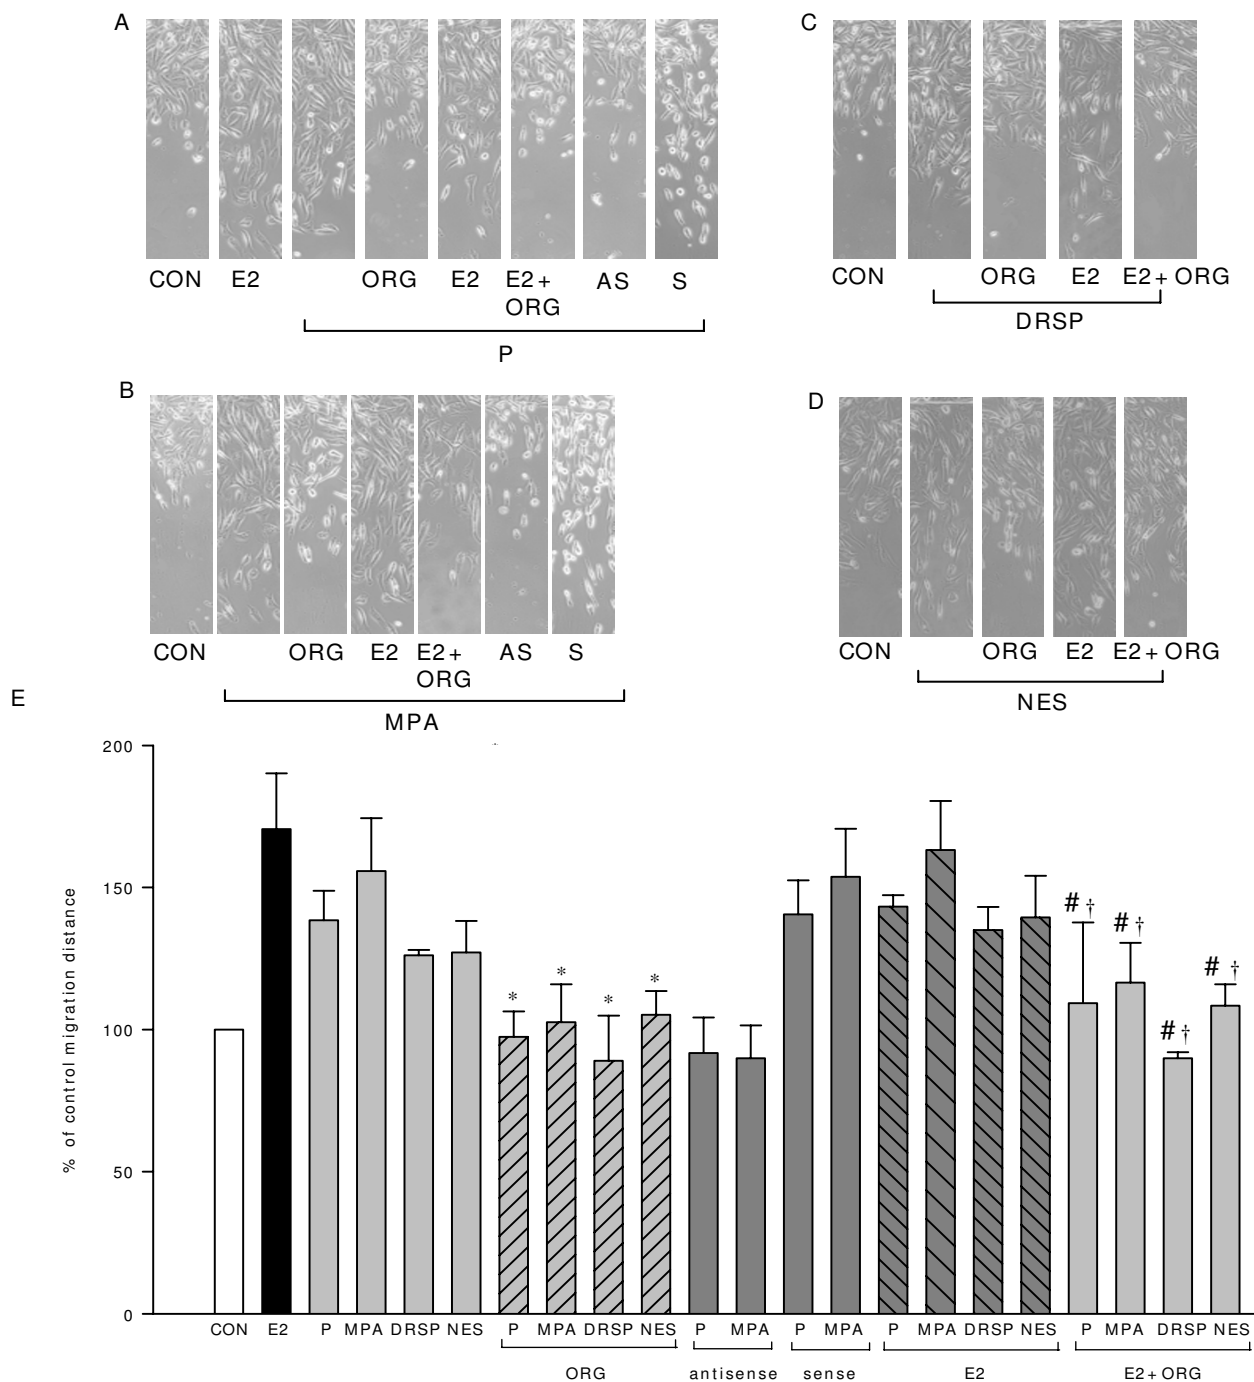 A
CON E2 ORG E2 E2+ AS S
ORG
P
C
CON ORG E2 E2+ ORG
DRSP
B
CON ORG E2 E2+ AS S
ORG
MPA
D
CON ORG E2 E2+ ORG
NES
E
% of control migration distance
200
150
100
50
0
* * * *
# † # † # † # †
CON E2 P MPA DRSP NES P MPA DRSP NES P MPA P MPA P MPA DRSP NES P MPA DRSP NES
ORG antisense sense E2 E2+ ORG